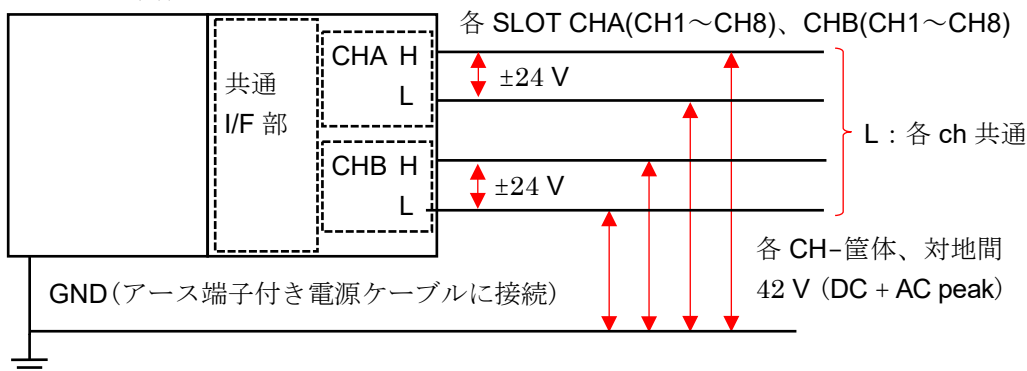 各 SLOT CHA(CH1～CH8)、CHB(CH1～CH8)
共通
I/F 部
CHA H
L
±24 V
L：各 ch 共通
CHB H
L
±24 V
各 CH−筐体、対地間
42 V（DC + AC peak）
GND（アース端子付き電源ケーブルに接続）